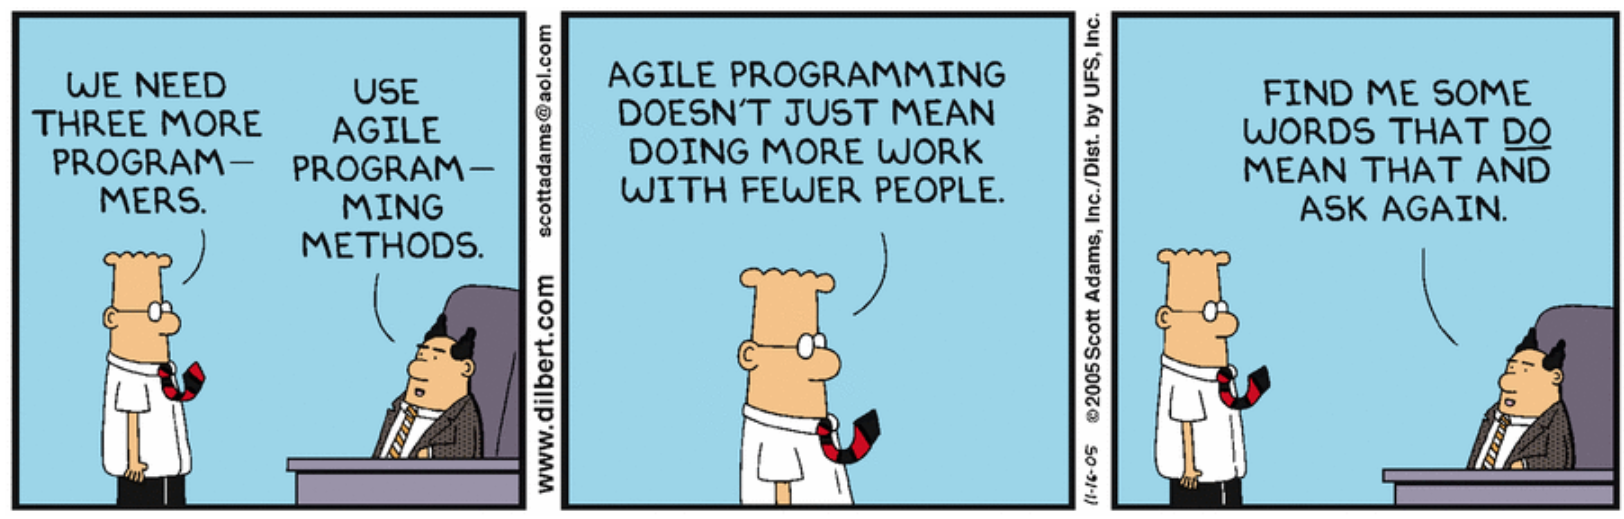 WE NEED
THREE MORE
PROGRAM—
MERS.
USE
AGILE
PROGRAM—
MING
METHODS.
www.dilbert.com scottadams@aol.com
AGILE PROGRAMMING
DOESN'T JUST MEAN
DOING MORE WORK
WITH FEWER PEOPLE.
11-16-05 ©2005 Scott Adams, Inc./Dist. by UFS, Inc.
FIND ME SOME
WORDS THAT DO
MEAN THAT AND
ASK AGAIN.